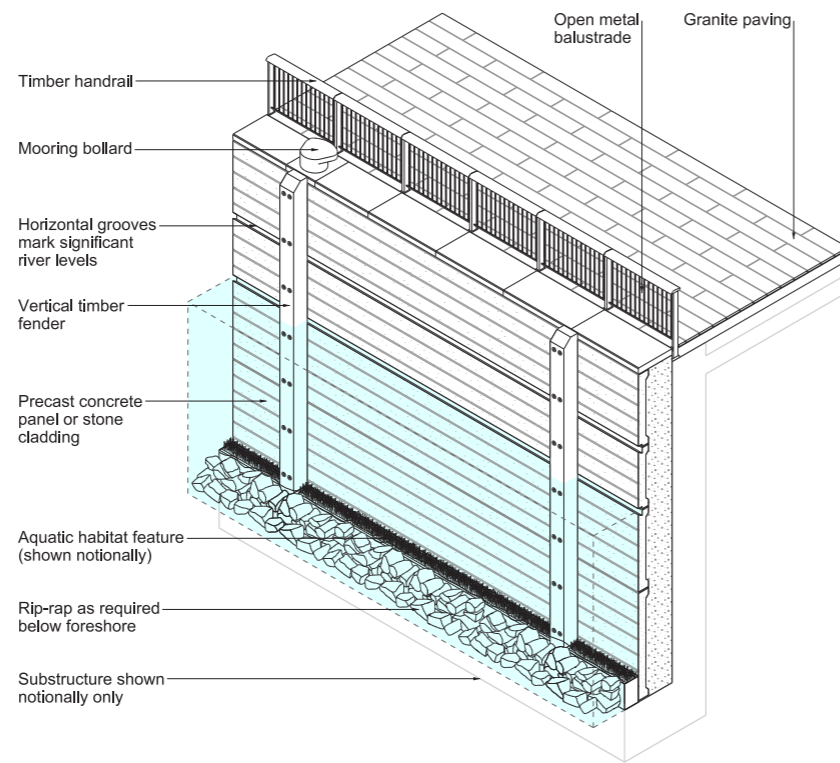 Open metal
balustrade
Granite paving
Timber handrail
Mooring bollard
Horizontal grooves
mark significant
river levels
Vertical timber
fender
Precast concrete
panel or stone
cladding
Aquatic habitat feature
(shown notionally)
Rip-rap as required
below foreshore
Substructure shown
notionally only